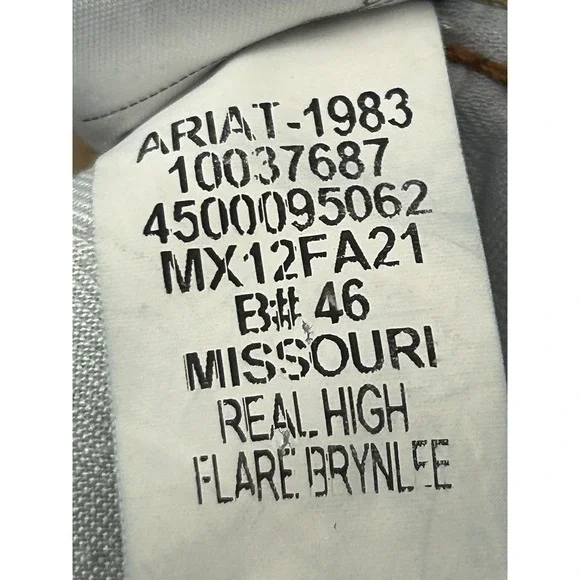 ARIAT-1983
10037687
4500095062
MX12FA21
B# 46
MISSOURI
REAL HIGH
FLARE BRYNLEE